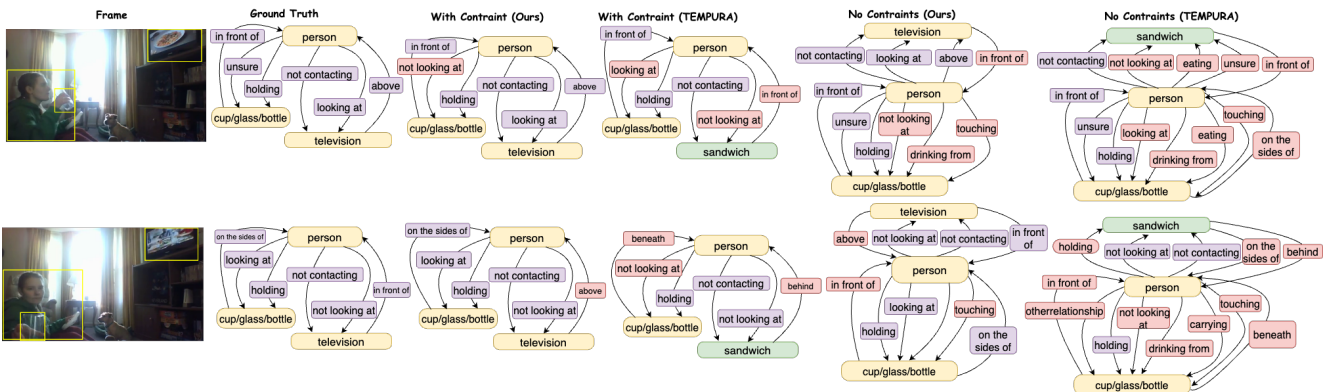 Frame
Ground Truth
With Contraint (Ours)
With Contraint (TEMPURA)
No Contraints (Ours)
No Contraints (TEMPURA)
in front of
person
unsure
not contacting
holding
above
looking at
cup/glass/bottle
television
in front of
person
not looking at
not contacting
holding
above
looking at
cup/glass/bottle
television
in front of
person
looking at
not contacting
holding
in front of
not looking at
cup/glass/bottle
sandwich
television
not contacting
looking at
above
in front of
person
in front of
unsure
not looking
at
touching
holding
drinking from
cup/glass/bottle
sandwich
not contacting
not looking at
eating
unsure
in front of
person
in front of
unsure
looking at
touching
eating
on the
sides of
holding
drinking from
cup/glass/bottle
on the sides of
person
looking at
not contacting
holding
in front of
not looking at
cup/glass/bottle
television
on the sides of
person
looking at
not contacting
holding
above
not looking at
cup/glass/bottle
television
beneath
person
not looking at
not contacting
holding
behind
not looking at
cup/glass/bottle
sandwich
television
above
not looking at
not contacting
in front
of
person
in front of
looking at
touching
holding
on the
sides of
cup/glass/bottle
sandwich
holding
not looking at
not contacting
on the
sides of
behind
person
in front of
otherrelationship
not looking
at
touching
carrying
beneath
holding
drinking from
cup/glass/bottle